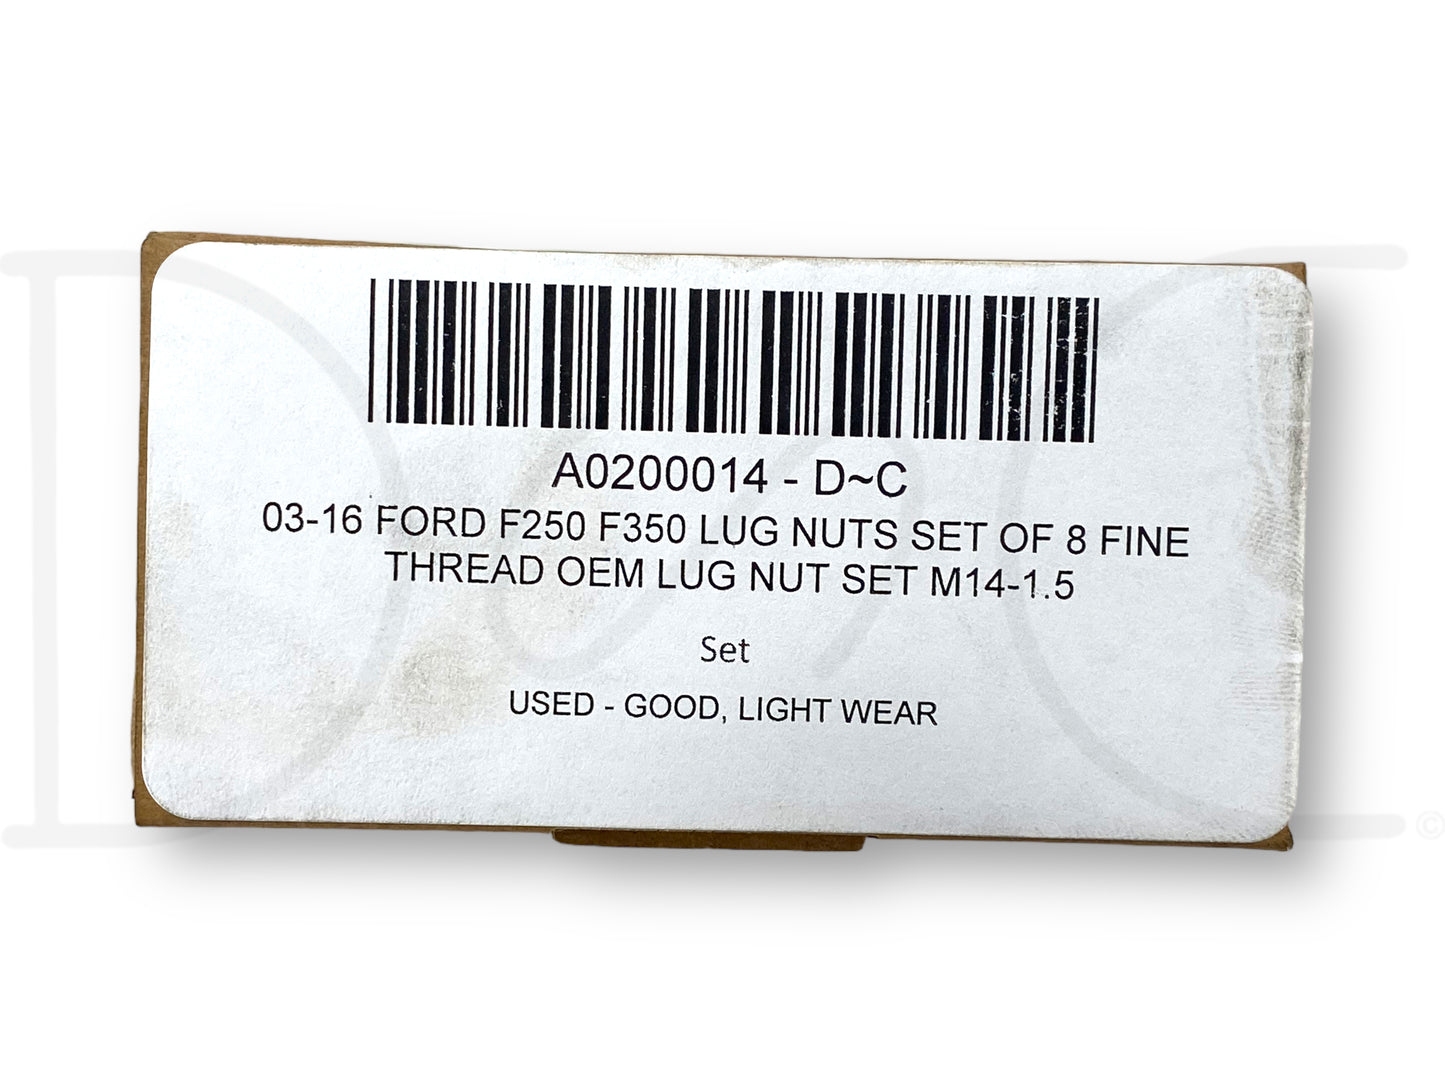 A0200014 - D~C
03-16 FORD F250 F350 LUG NUTS SET OF 8 FINE
THREAD OEM LUG NUT SET M14-1.5
Set
USED - GOOD, LIGHT WEAR
©